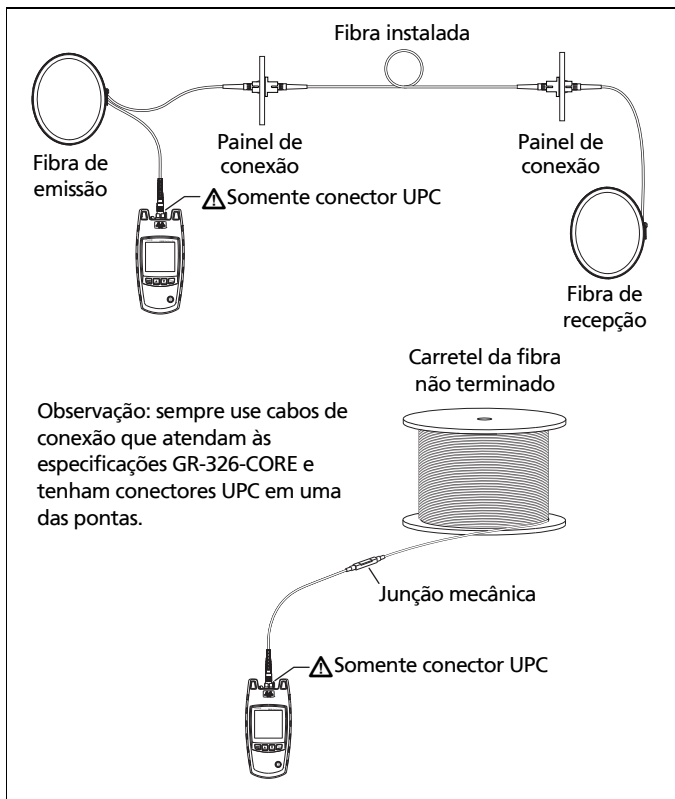 Fibra instalada
Fibra de
emissão
Painel de
conexão
Painel de
conexão
Somente conector UPC
Fibra de
recepção
Carretel da fibra
não terminado
Observação: sempre use cabos de
conexão que atendam às
especificações GR-326-CORE e
tenham conectores UPC em uma
das pontas.
Junção mecânica
Somente conector UPC